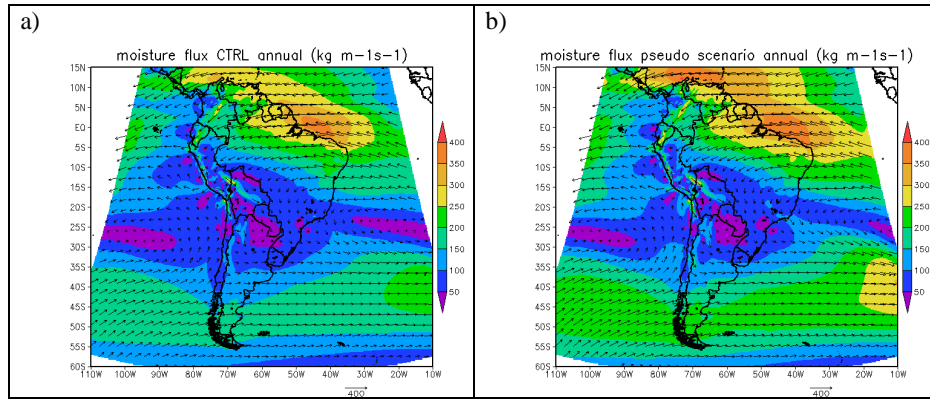 a)
moisture flux CTRL annual (kg m-1s-1)
15N
10N
5N
EQ
5S
10S
15S
20S
25S
30S
35S
40S
45S
50S
55S
60S
110W 100W 90W 80W 70W 60W 50W 40W 30W 20W 10W
400
350
300
250
200
150
100
50
400
b)
moisture flux pseudo scenario annual (kg m-1s-1)
15N
10N
5N
EQ
5S
10S
15S
20S
25S
30S
35S
40S
45S
50S
55S
60S
110W 100W 90W 80W 70W 60W 50W 40W 30W 20W 10W
400
350
300
250
200
150
100
50
400